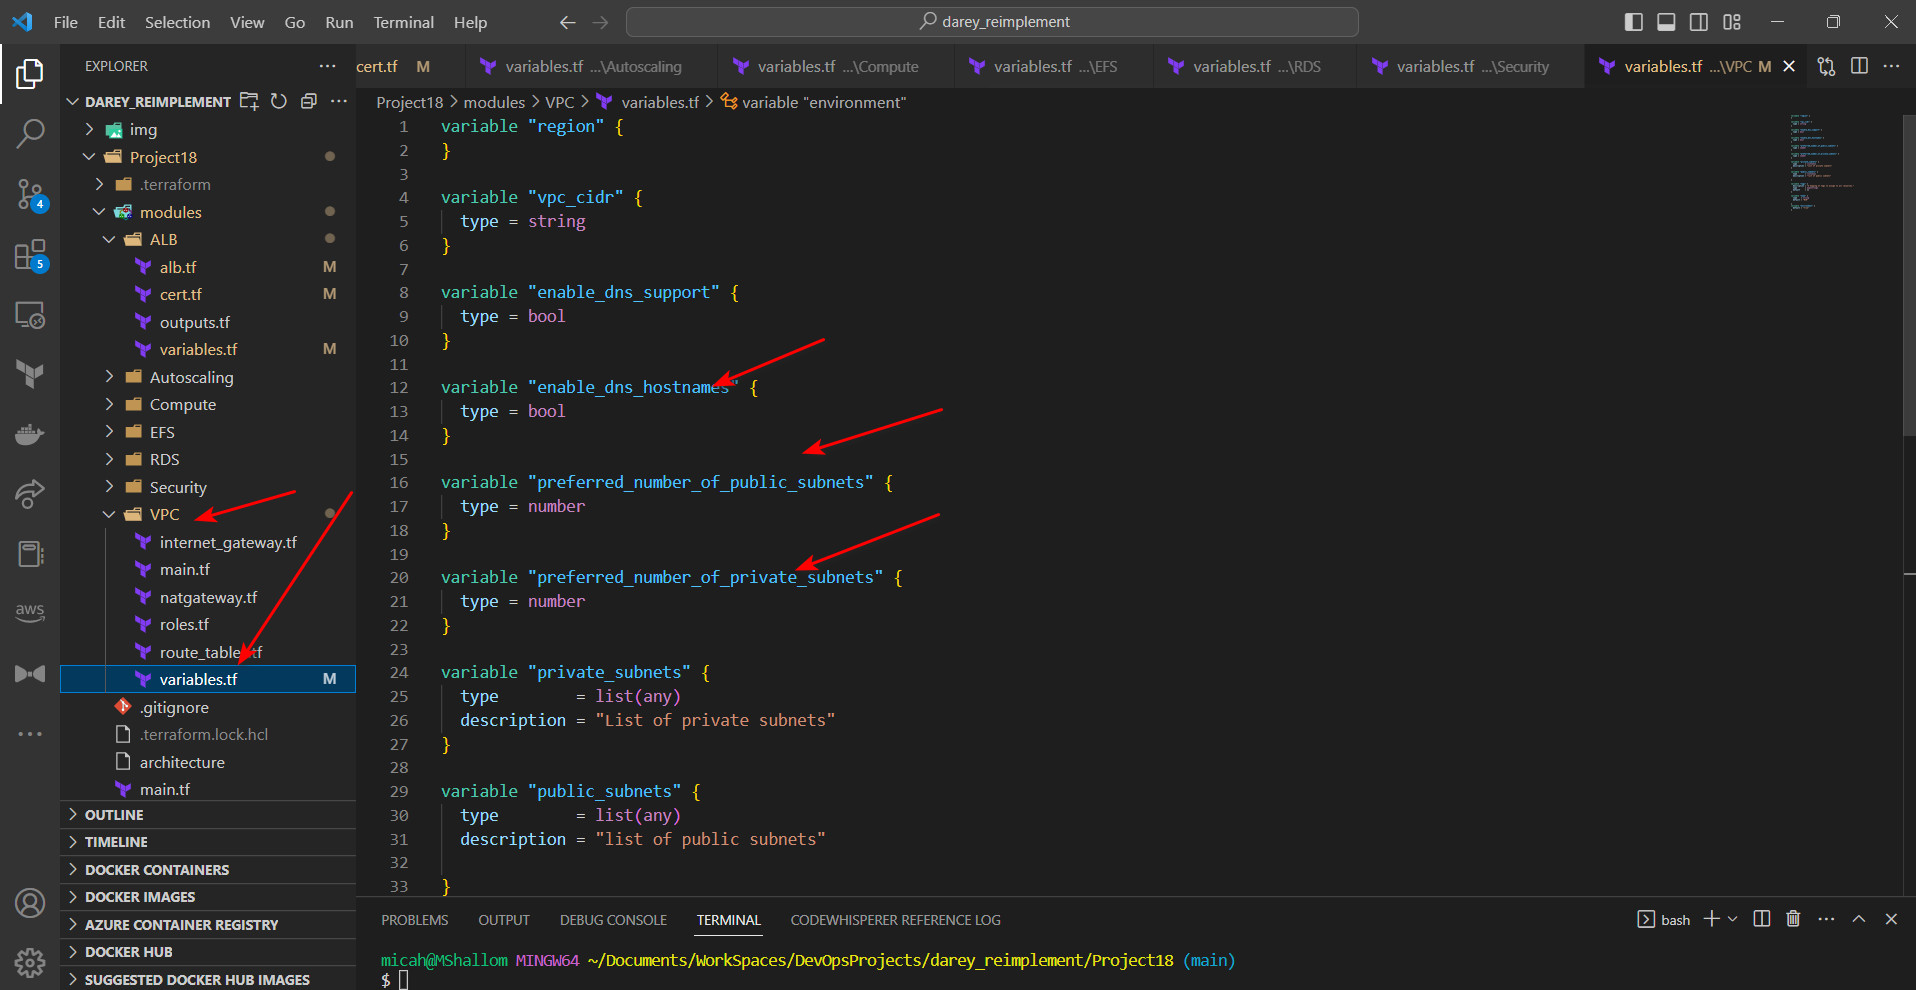 File Edit Selection View Go Run Terminal Help
darey_reimplement
EXPLORER
DAREY_REIMPLEMENT
img
Project18
.terraform
modules
ALB
alb.tf M
cert.tf M
outputs.tf
variables.tf M
Autoscaling
Compute
EFS
RDS
Security
VPC
internet_gateway.tf
main.tf
natgateway.tf
roles.tf
route_table.tf
variables.tf M
.gitignore
.terraform.lock.hcl
architecture
main.tf
OUTLINE
TIMELINE
DOCKER CONTAINERS
DOCKER IMAGES
AZURE CONTAINER REGISTRY
DOCKER HUB
SUGGESTED DOCKER HUB IMAGES
4
5
aws
cert.tf M variables.tf ...\Autoscaling variables.tf ...\Compute variables.tf ...\EFS variables.tf ...\RDS variables.tf ...\Security variables.tf ...\VPC M
Project18 > modules > VPC > variables.tf > variable "environment"
1 variable "region" {
2 }
3
4 variable "vpc_cidr" {
5 type = string
6 }
7
8 variable "enable_dns_support" {
9 type = bool
10 }
11
12 variable "enable_dns_hostnames" {
13 type = bool
14 }
15
16 variable "preferred_number_of_public_subnets" {
17 type = number
18 }
19
20 variable "preferred_number_of_private_subnets" {
21 type = number
22 }
23
24 variable "private_subnets" {
25 type = list(any)
26 description = "List of private subnets"
27 }
28
29 variable "public_subnets" {
30 type = list(any)
31 description = "list of public subnets"
32
33 }
PROBLEMS OUTPUT DEBUG CONSOLE TERMINAL CODEWHISPERER REFERENCE LOG
bash
micah@MShallom MINGW64 ~/Documents/WorkSpaces/DevOpsProjects/darey_reimplement/Project18 (main)
$